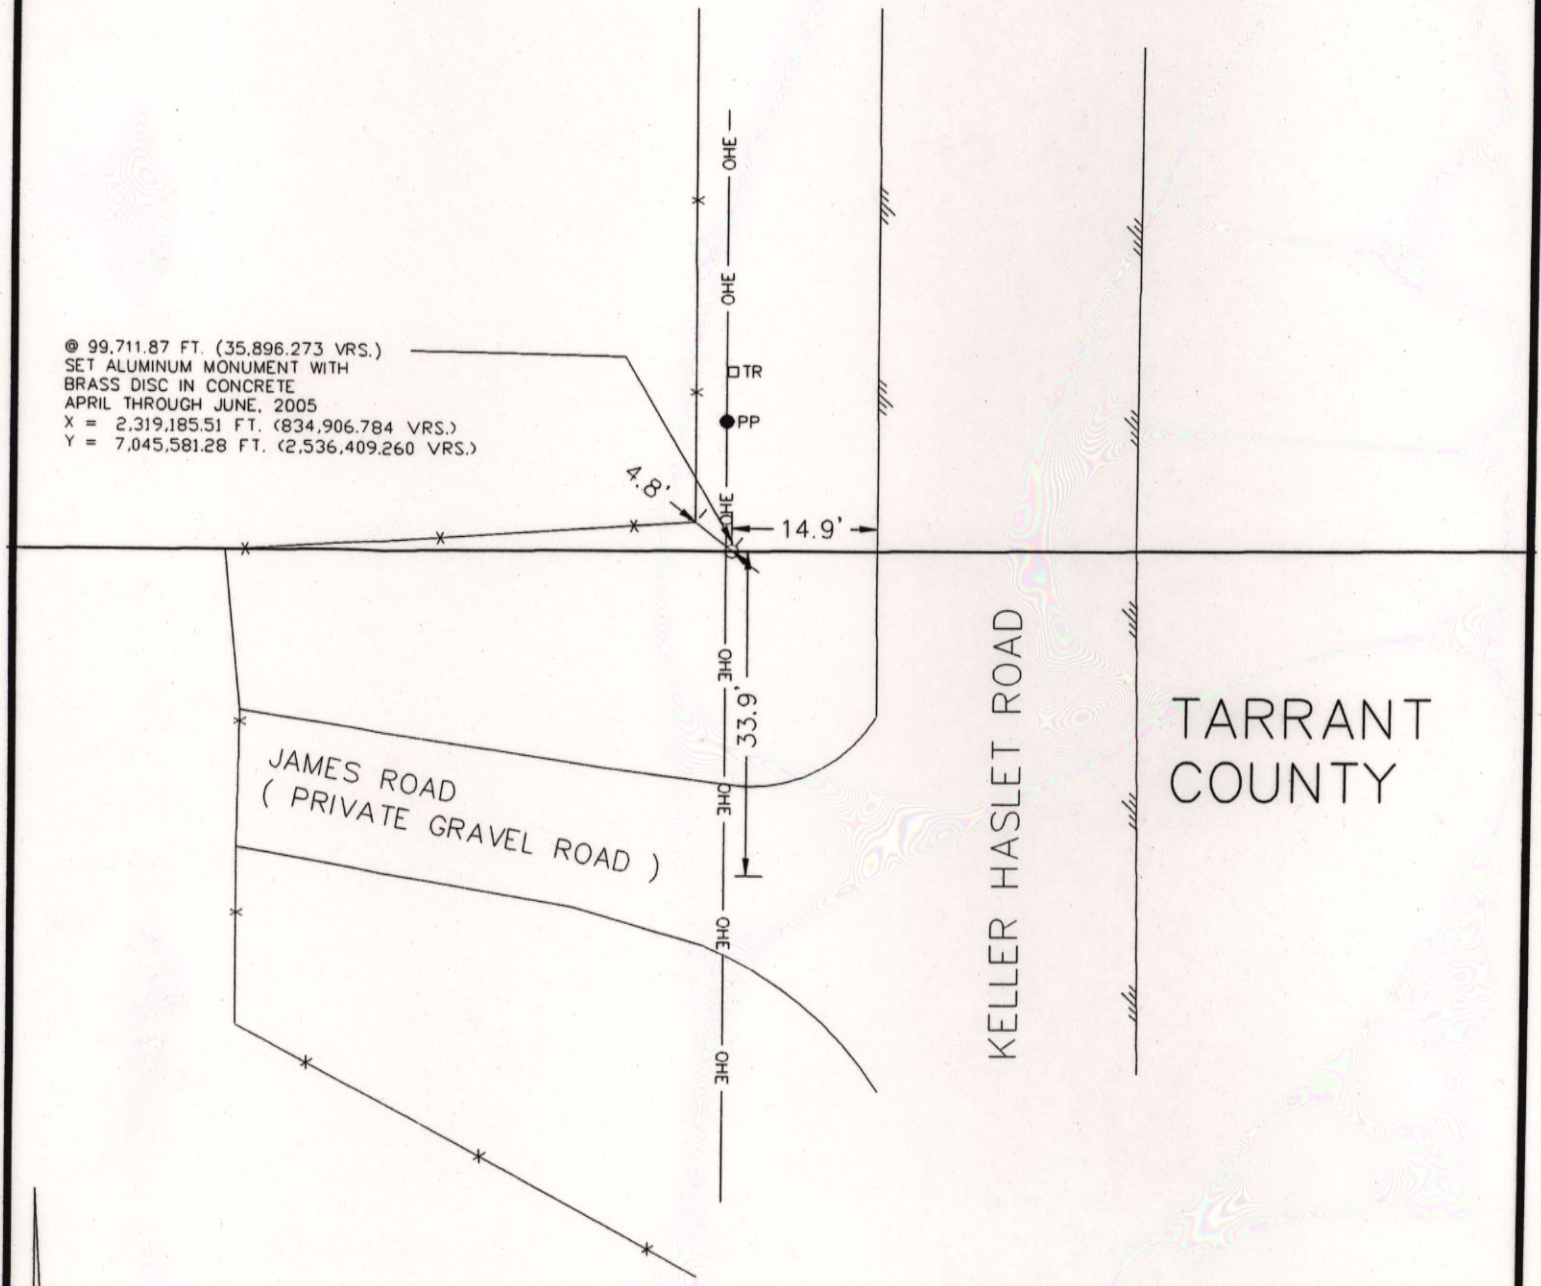 OHE
OHE
@ 99,711.87 FT. (35,896.273 VRS.)
SET ALUMINUM MONUMENT WITH
BRASS DISC IN CONCRETE
APRIL THROUGH JUNE, 2005
X = 2,319,185.51 FT. (834,906.784 VRS.)
Y = 7,045,581.28 FT. (2,536,409.260 VRS.)
TR
PP
4.8'
OHE
14.9'
OHE
33.9'
KELLER HASLET ROAD
TARRANT
COUNTY
JAMES ROAD
( PRIVATE GRAVEL ROAD )
OHE
OHE
OHE